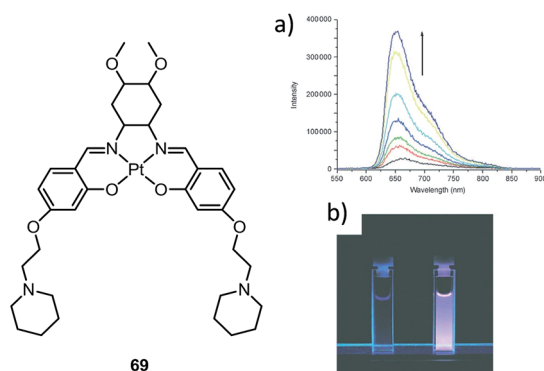 O O
N N
Pt
O O
O O
N N
69
a)
400000
350000
300000
250000
200000
150000
100000
50000
0
Intensity
550 600 650 700 750 800 850 900
Wavelength (nm)
b)